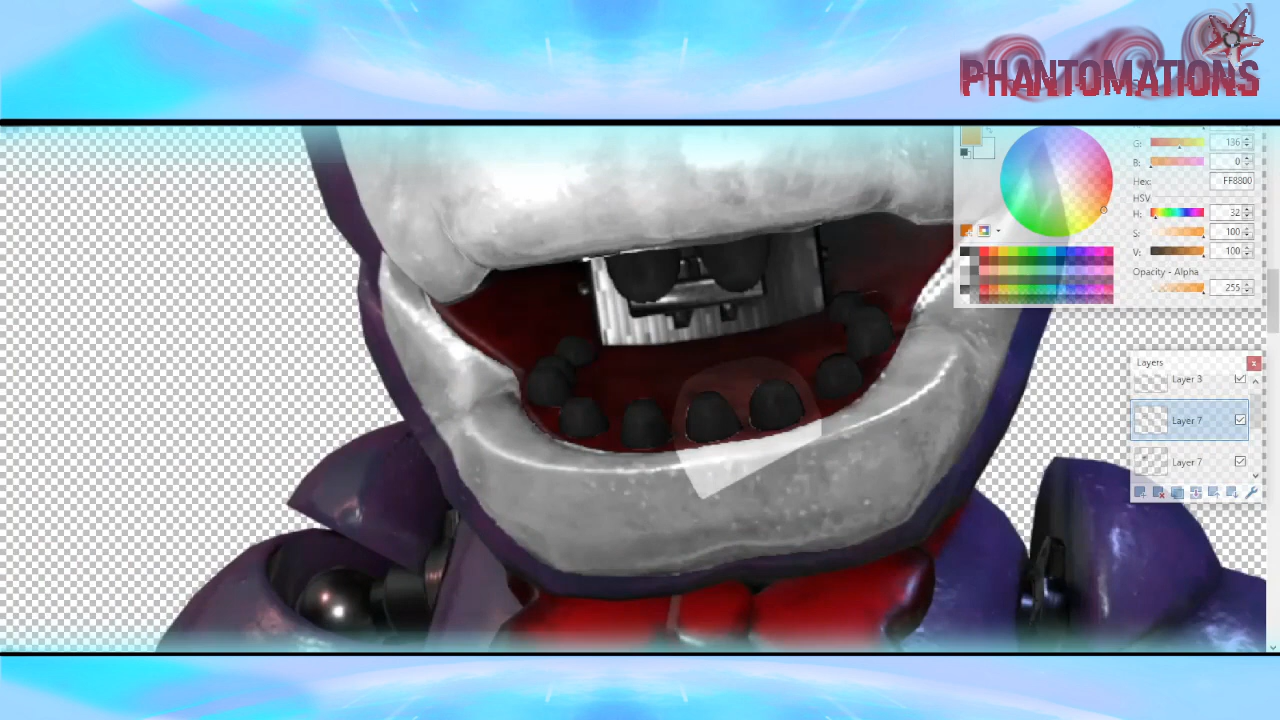 PHANTOMATIONS
G: 136
B: 0
Hex: FF8800
HSV
H: 32
S: 100
V: 100
Opacity - Alpha
255
Layers
Layer 3
Layer 7
Layer 7